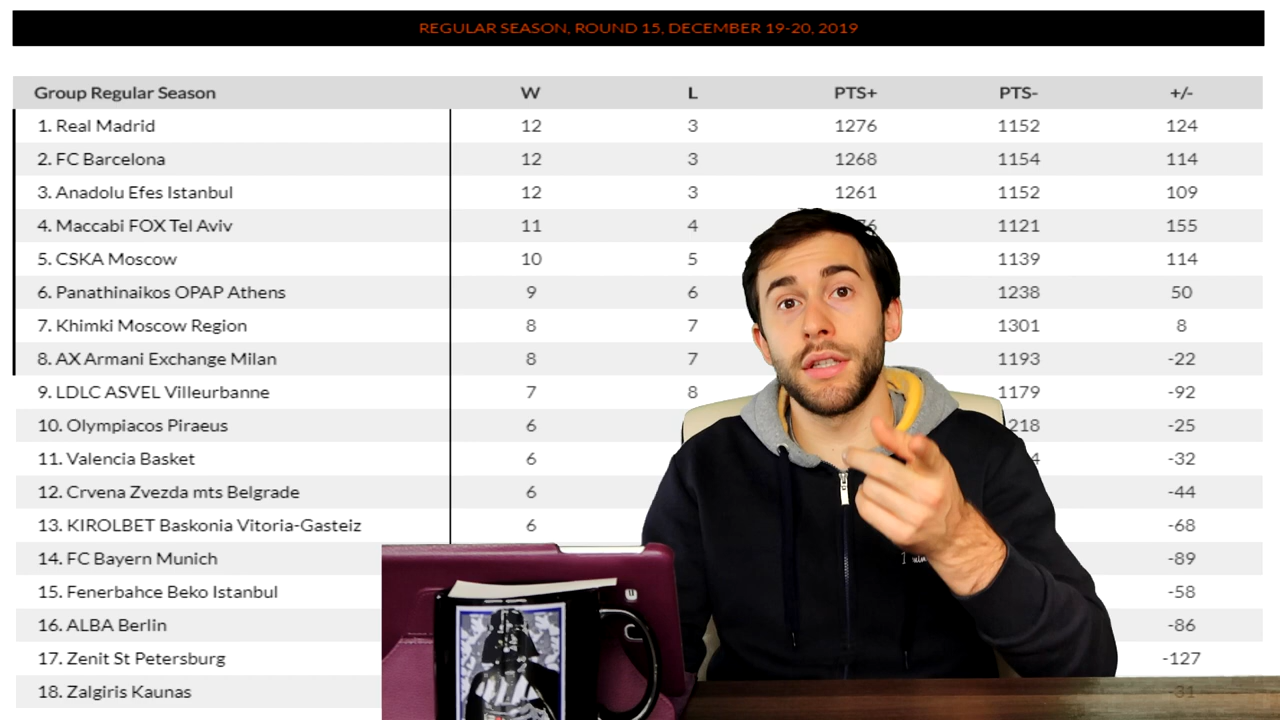 REGULAR SEASON, ROUND 15, DECEMBER 19-20, 2019
Group Regular Season W L PTS+ PTS- +/-
1. Real Madrid 12 3 1276 1152 124
2. FC Barcelona 12 3 1268 1154 114
3. Anadolu Efes Istanbul 12 3 1261 1152 109
4. Maccabi FOX Tel Aviv 11 4 1121 155
5. CSKA Moscow 10 5 1139 114
6. Panathinaikos OPAP Athens 9 6 1238 50
7. Khimki Moscow Region 8 7 1301 8
8. AX Armani Exchange Milan 8 7 1193 -22
9. LDLC ASVEL Villeurbanne 7 8 1179 -92
10. Olympiacos Piraeus 6 -25
11. Valencia Basket 6 -32
12. Crvena Zvezda mts Belgrade 6 -44
13. KIROLBET Baskonia Vitoria-Gasteiz 6 -68
14. FC Bayern Munich -89
15. Fenerbahce Beko Istanbul -58
16. ALBA Berlin -86
17. Zenit St Petersburg -127
18. Zalgiris Kaunas -31